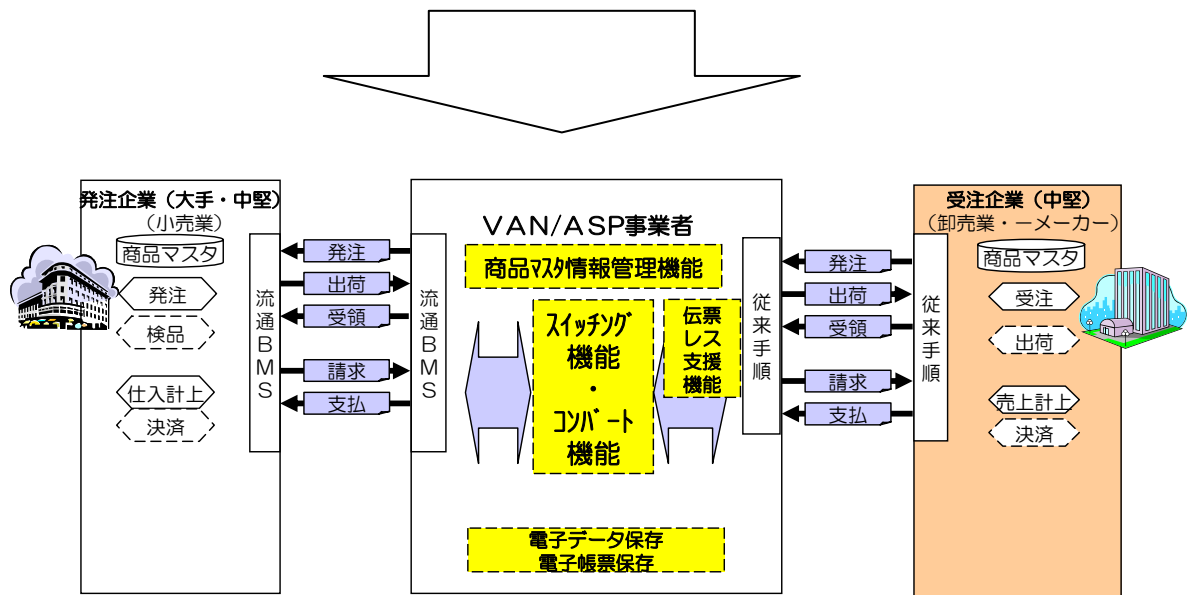 発注企業（大手・中堅）
（小売業）
商品マスタ
発注
検品
仕入計上
決済
流通BMS
発注
出荷
受領
請求
支払
流通BMS
VAN/ASP事業者
商品ﾏｽﾀ情報管理機能
ｽｲｯﾁﾝｸﾞ
機能
・
ｺﾝﾊﾞｰﾄ
機能
伝票
レス
支援
機能
電子データ保存
電子帳票保存
従来手順
発注
出荷
受領
請求
支払
従来手順
受注企業（中堅）
（卸売業・ーメーカー）
商品マスタ
受注
出荷
売上計上
決済